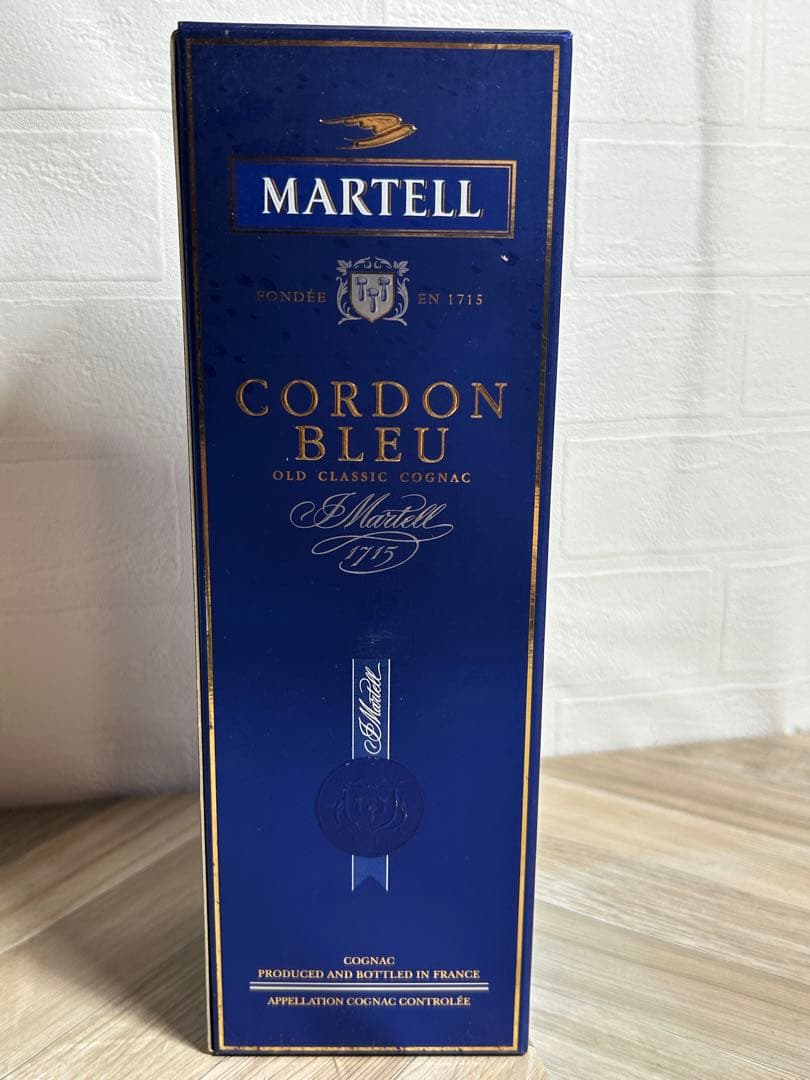 MARTELL
FONDÉE EN 1715
CORDON
BLEU
OLD CLASSIC COGNAC
J Martell
1715
J Martell
COGNAC
PRODUCED AND BOTTLED IN FRANCE
APPELLATION COGNAC CONTROLÉE